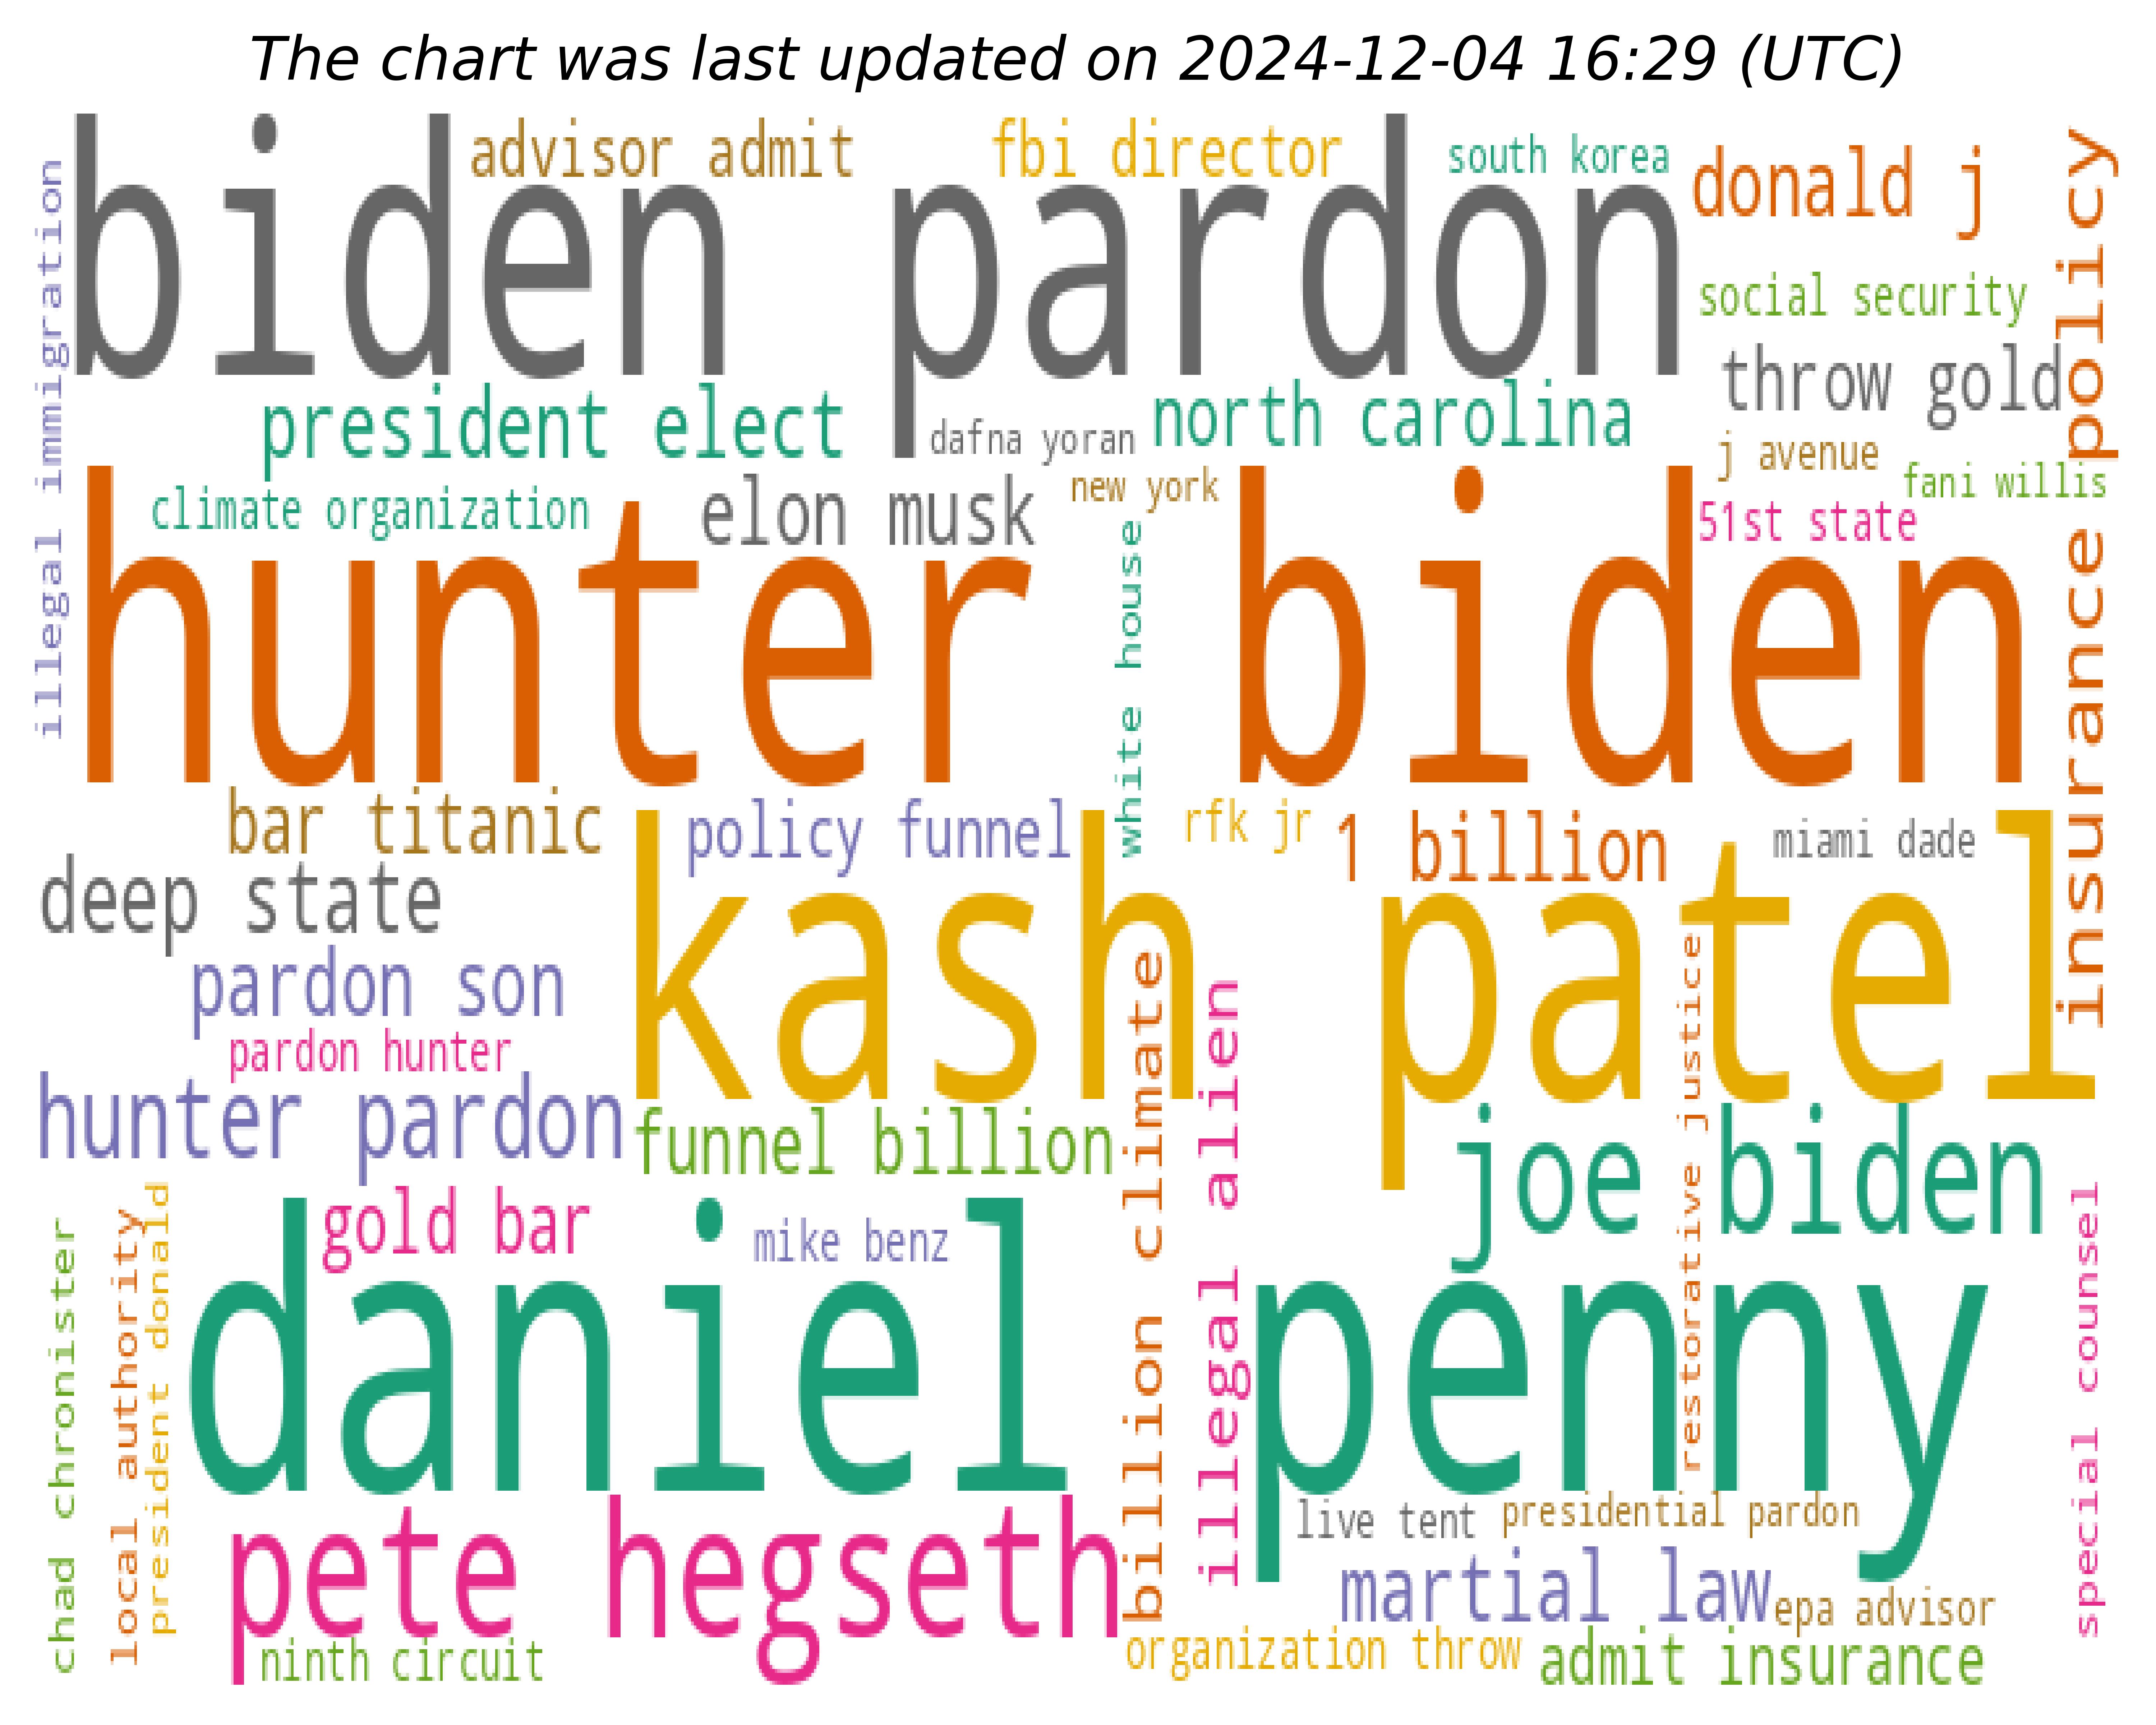 The chart was last updated on 2024-12-04 16:29 (UTC)
biden pardon
advisor admit
fbi director
south korea
donald j
social security
throw gold
insurance policy
illegal immigration
president elect
dafna yoran
north carolina
j avenue
fani willis
climate organization
elon musk
new york
51st state
hunter biden
white house
bar titanic
policy funnel
rfk jr
1 billion
miami dade
deep state
kash patel
pardon son
pardon hunter
hunter pardon
funnel billion
billion climate
illegal alien
restorative justice
joe biden
special counsel
chad chronister
local authority
president donald
gold bar
mike benz
daniel penny
pete hegseth
live tent
presidential pardon
martial law
epa advisor
ninth circuit
organization throw
admit insurance